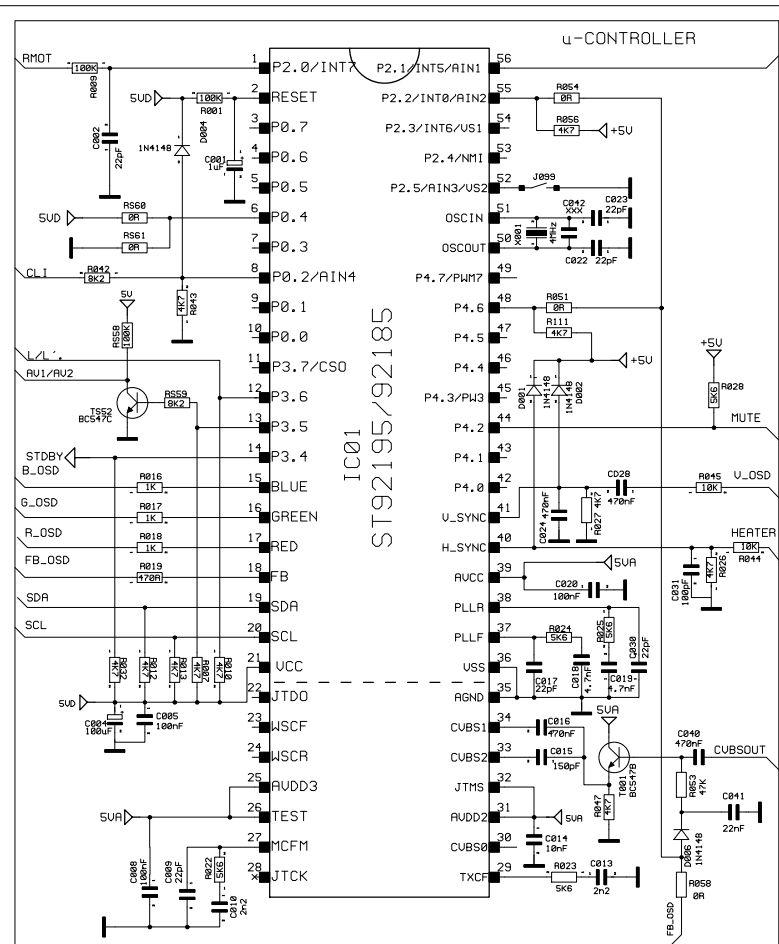 u-CONTROLLER
RMOT
R009
100K
C002
22pF
5VD
R001
100K
D004
1N4148
C001
1uF
5VD
RS60
0R
RS61
0R
CLI
R042
8K2
R043
4K7
5V
RS58
100K
L/L´.
AV1/AV2
TS52
BC547C
RS59
8K2
STDBY
B_OSD
R016
1K
G_OSD
R017
1K
R_OSD
R018
1K
FB_OSD
R019
470R
SDA
SCL
R032
4K7
R012
4K7
R013
4K7
R007
4K7
R010
4K7
5VD
C004
100uF
C005
100nF
5VA
C008
100nF
C009
22pF
R022
5K6
C010
2n2
IC01
ST92195/92185
1 P2.0/INT7
2 RESET
3 P0.7
4 P0.6
5 P0.5
6 P0.4
7 P0.3
8 P0.2/AIN4
9 P0.1
10 P0.0
11 P3.7/CSO
12 P3.6
13 P3.5
14 P3.4
15 BLUE
16 GREEN
17 RED
18 FB
19 SDA
20 SCL
21 VCC
22 JTDO
23 WSCF
24 WSCR
25 AVDD3
26 TEST
27 MCFM
28 JTCK
P2.1/INT5/AIN1 56
P2.2/INT0/AIN2 55
P2.3/INT6/VS1 54
P2.4/NMI 53
P2.5/AIN3/VS2 52
OSCIN 51
OSCOUT 50
P4.7/PWM7 49
P4.6 48
P4.5 47
P4.4 46
P4.3/PW3 45
P4.2 44
P4.1 43
P4.0 42
V_SYNC 41
H_SYNC 40
AVCC 39
PLLR 38
PLLF 37
VSS 36
AGND 35
CVBS1 34
CVBS2 33
JTMS 32
AVDD2 31
CVBS0 30
TXCF 29
R054
0R
R056
4K7
+5V
J099
X001
4MHz
C042
XXX
C023
22pF
C022 22pF
R051
0R
R111
4K7
+5V
D001
1N4148
1N4148
D002
+5V
R028
5K6
MUTE
C024
470nF
R027
4K7
CD28
470nF
R045
10K
V_OSD
HEATER
10K
R044
C031
100pF
4K7
R026
5VA
C020
100nF
R024
5K6
R025
5K6
C030
22pF
C017
22pF
C018
4.7nF
C019
4.7nF
5VA
C016
470nF
C015
150pF
T001
BC547B
R047
4K7
C040
470nF
CVBSOUT
R053
47K
C041
22nF
D006
1N4148
5VA
C014
10nF
R023
5K6
C013
2n2
R058
0R
FB_OSD